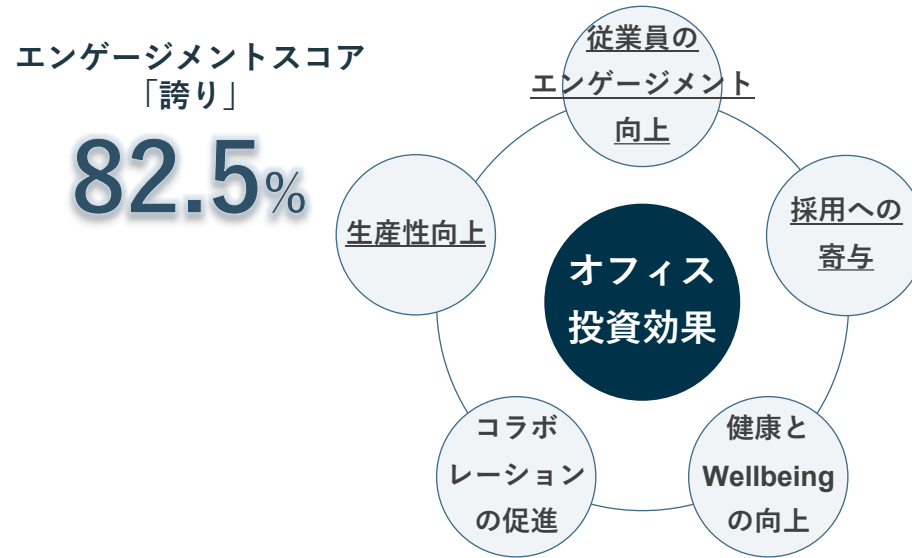 エンゲージメントスコア
「誇り」
82.5%
従業員の
エンゲージメント
向上
生産性向上
採用への
寄与
オフィス
投資効果
コラボ
レーション
の促進
健康と
Wellbeing
の向上